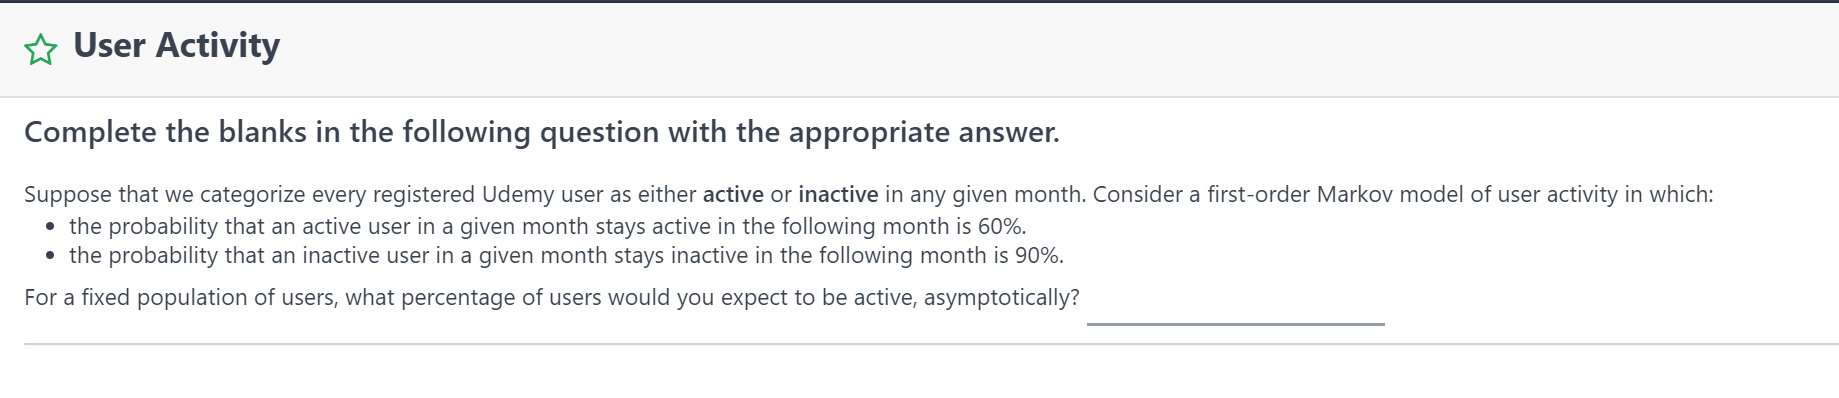 User Activity
Complete the blanks in the following question with the appropriate answer.
Suppose that we categorize every registered Udemy user as either active or inactive in any given month. Consider a first-order Markov model of user activity in which:
• the probability that an active user in a given month stays active in the following month is 60%.
• the probability that an inactive user in a given month stays inactive in the following month is 90%.
For a fixed population of users, what percentage of users would you expect to be active, asymptotically?